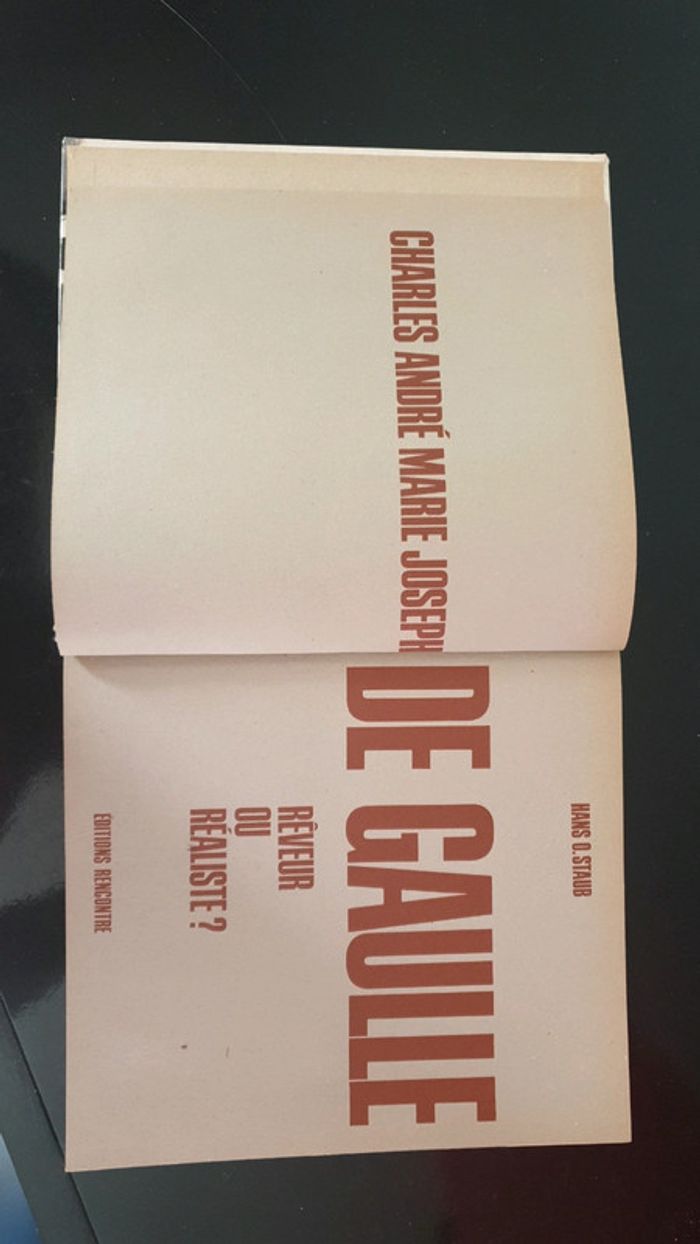 HANS O. STAUB
CHARLES ANDRÉ MARIE JOSEPH DE GAULLE
RÊVEUR
OU
RÉALISTE ?
ÉDITIONS RENCONTRE